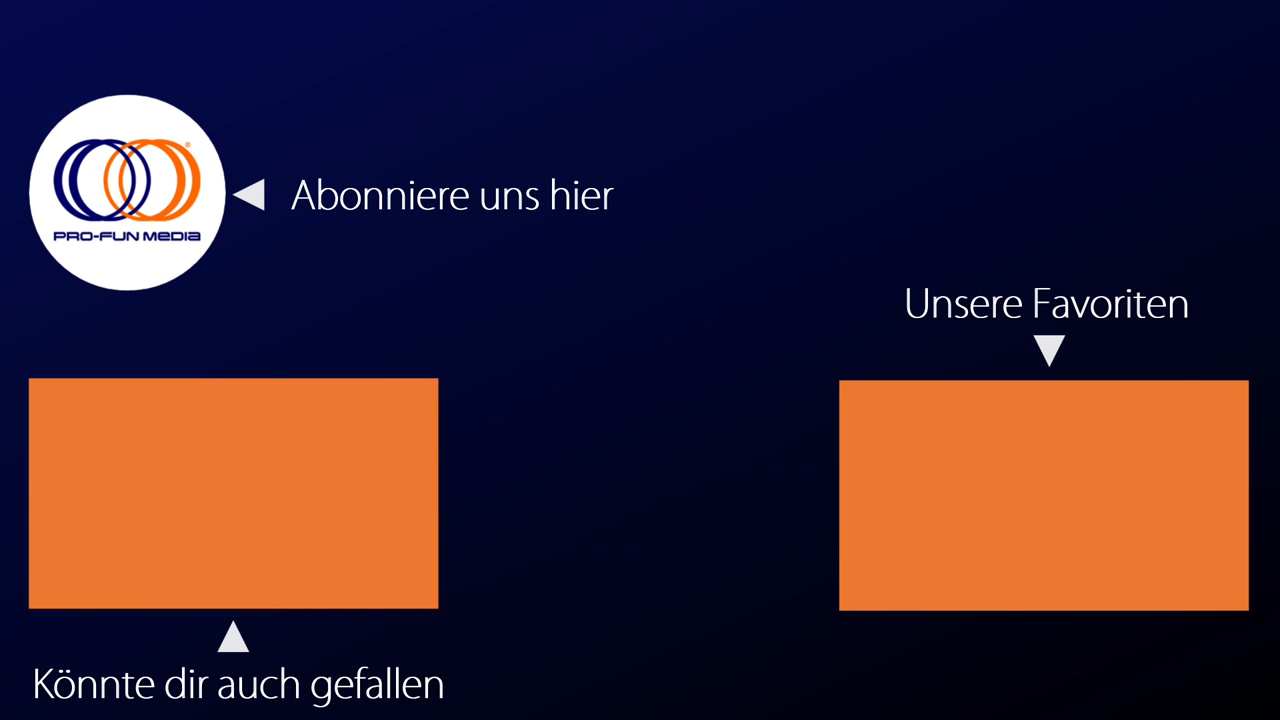 PRO-FUN MEDIA
Abonniere uns hier
Unsere Favoriten
Könnte dir auch gefallen